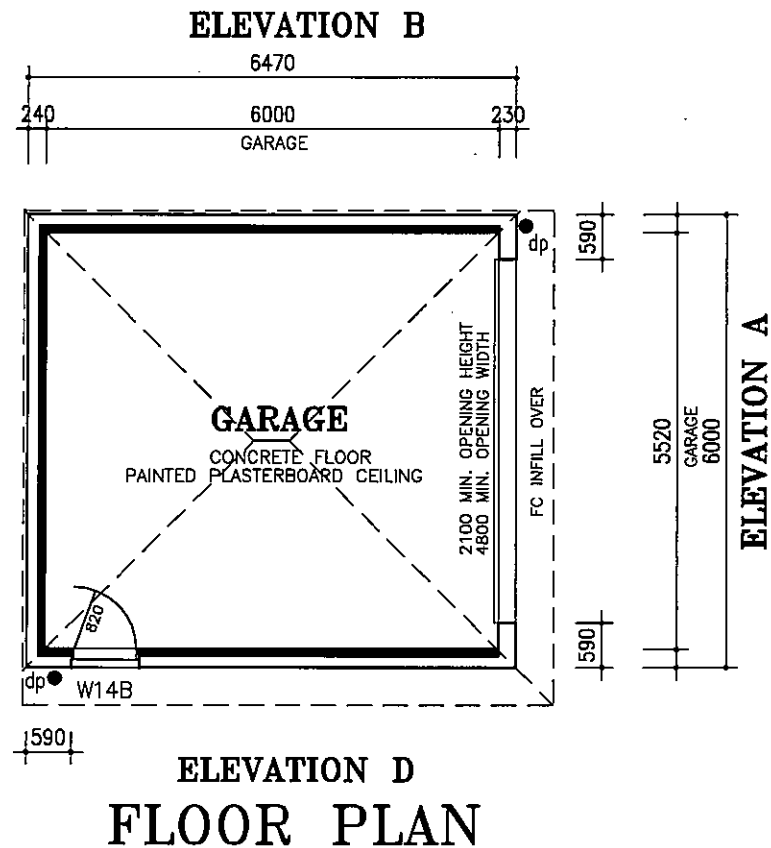 ELEVATION B
6470
240
6000
230
GARAGE
dp
590
2100 MIN. OPENING HEIGHT
4800 MIN. OPENING WIDTH
FC INFILL OVER
5520
GARAGE
6000
ELEVATION A
GARAGE
CONCRETE FLOOR
PAINTED PLASTERBOARD CEILING
820
590
dp
W14B
590
ELEVATION D
FLOOR PLAN